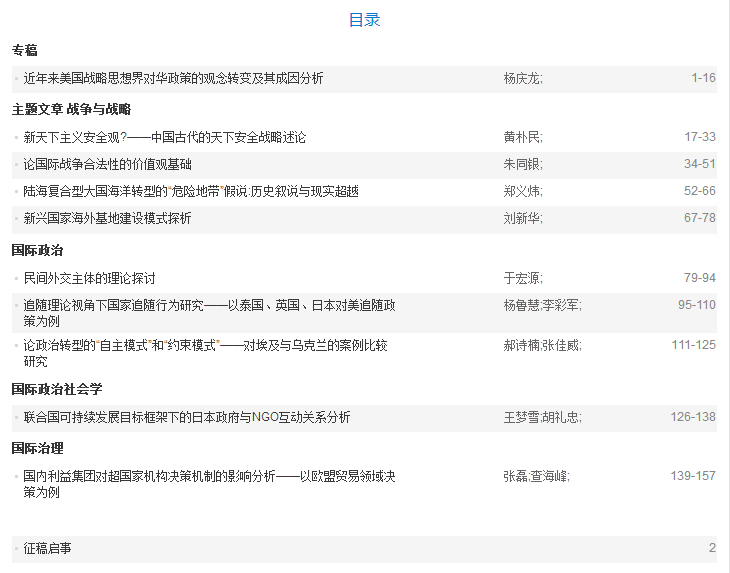 目录
专稿
近年来美国战略思想界对华政策的观念转变及其成因分析 杨庆龙; 1-16
主题文章 战争与战略
新天下主义安全观?——中国古代的天下安全战略述论 黄朴民; 17-33
论国际战争合法性的价值观基础 朱同银; 34-51
陆海复合型大国海洋转型的“危险地带”假说:历史叙说与现实超越 郑义炜; 52-66
新兴国家海外基地建设模式探析 刘新华; 67-78
国际政治
民间外交主体的理论探讨 于宏源; 79-94
追随理论视角下国家追随行为研究——以泰国、英国、日本对美追随政 杨鲁慧;李彩军; 95-110
策为例
论政治转型的“自主模式”和“约束模式”——对埃及与乌克兰的案例比较 郝诗楠;张佳威; 111-125
研究
国际政治社会学
联合国可持续发展目标框架下的日本政府与NGO互动关系分析 王梦雪;胡礼忠; 126-138
国际治理
国内利益集团对超国家机构决策机制的影响分析——以欧盟贸易领域决 张磊;查海峰; 139-157
策为例
征稿启事 2